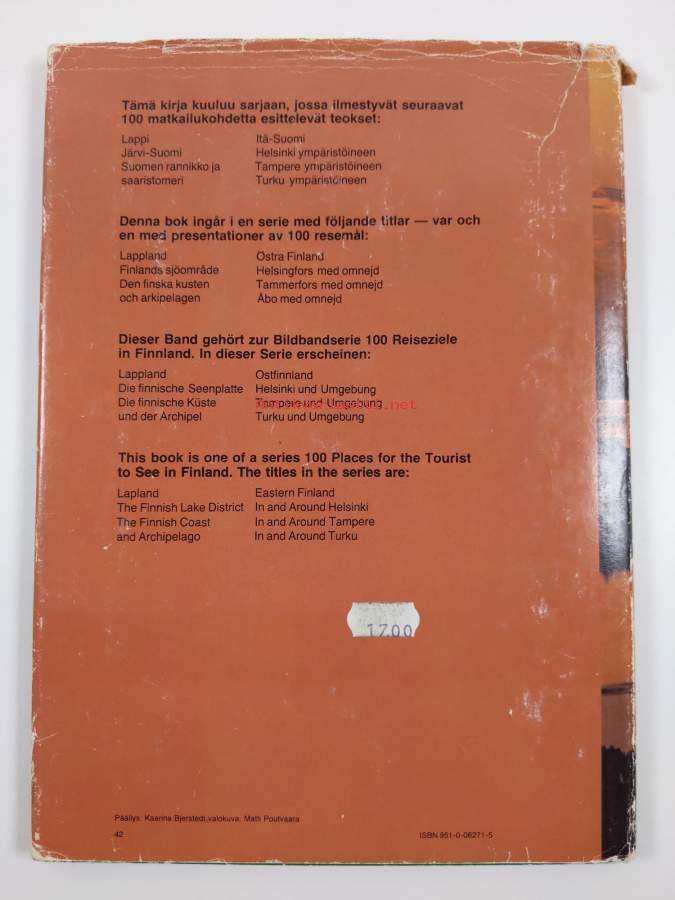 Tämä kirja kuuluu sarjaan, jossa ilmestyvät seuraavat
100 matkailukohdetta esittelevät teokset:
Lappi
Järvi-Suomi
Suomen rannikko ja
saaristomeri
Itä-Suomi
Helsinki ympäristöineen
Tampere ympäristöineen
Turku ympäristöineen
Denna bok ingår i en serie med följande titlar — var och
en med presentationer av 100 resemål:
Lappland
Finlands sjöområde
Den finska kusten
och arkipelagen
Östra Finland
Helsingfors med omnejd
Tammerfors med omnejd
Åbo med omnejd
Dieser Band gehört zur Bildbandserie 100 Reiseziele
in Finnland. In dieser Serie erscheinen:
Lappland
Die finnische Seenplatte
Die finnische Küste
und der Archipel
Ostfinnland
Helsinki und Umgebung
Tampere und Umgebung
Turku und Umgebung
This book is one of a series 100 Places for the Tourist
to See in Finland. The titles in the series are:
Lapland
The Finnish Lake District
The Finnish Coast
and Archipelago
Eastern Finland
In and Around Helsinki
In and Around Tampere
In and Around Turku
17.00
Päällys: Kaarina Bjerstedt, valokuva: Matti Poutvaara
42
ISBN 951-0-06271-5